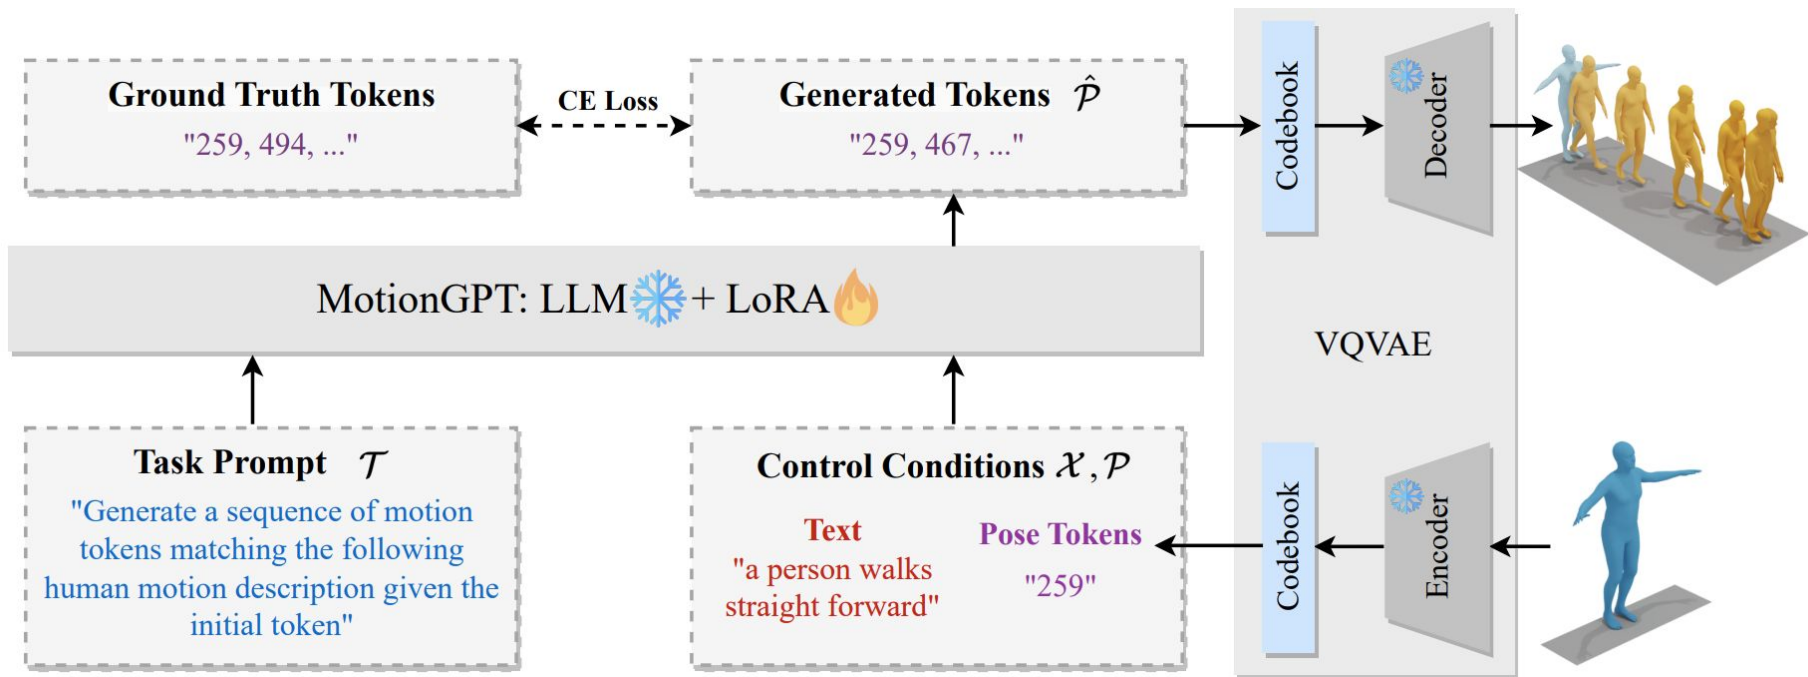 Ground Truth Tokens
"259, 494, ..."
CE Loss
Generated Tokens 𝒫̂
"259, 467, ..."
Codebook
Decoder
MotionGPT: LLM + LoRA
VQVAE
Task Prompt 𝒯
"Generate a sequence of motion
tokens matching the following
human motion description given the
initial token"
Control Conditions 𝒳, 𝒫
Text
"a person walks
straight forward"
Pose Tokens
"259"
Codebook
Encoder